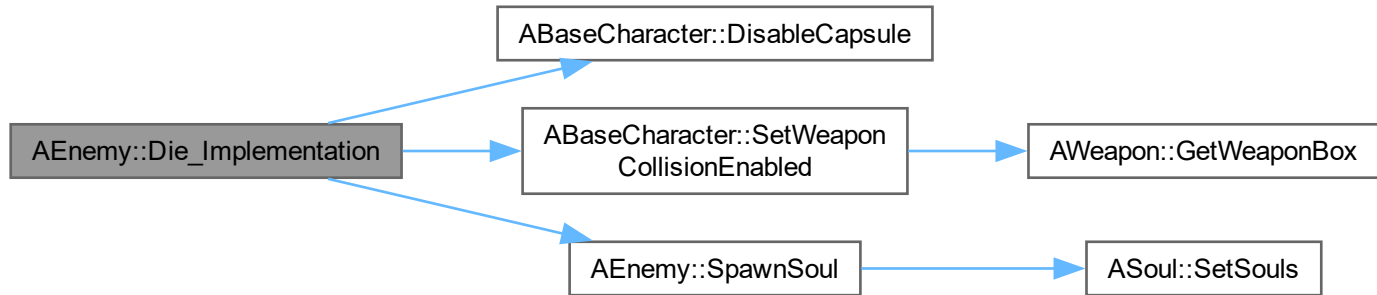 ABaseCharacter::DisableCapsule
AEnemy::Die_Implementation
ABaseCharacter::SetWeapon
CollisionEnabled
AWeapon::GetWeaponBox
AEnemy::SpawnSoul
ASoul::SetSouls